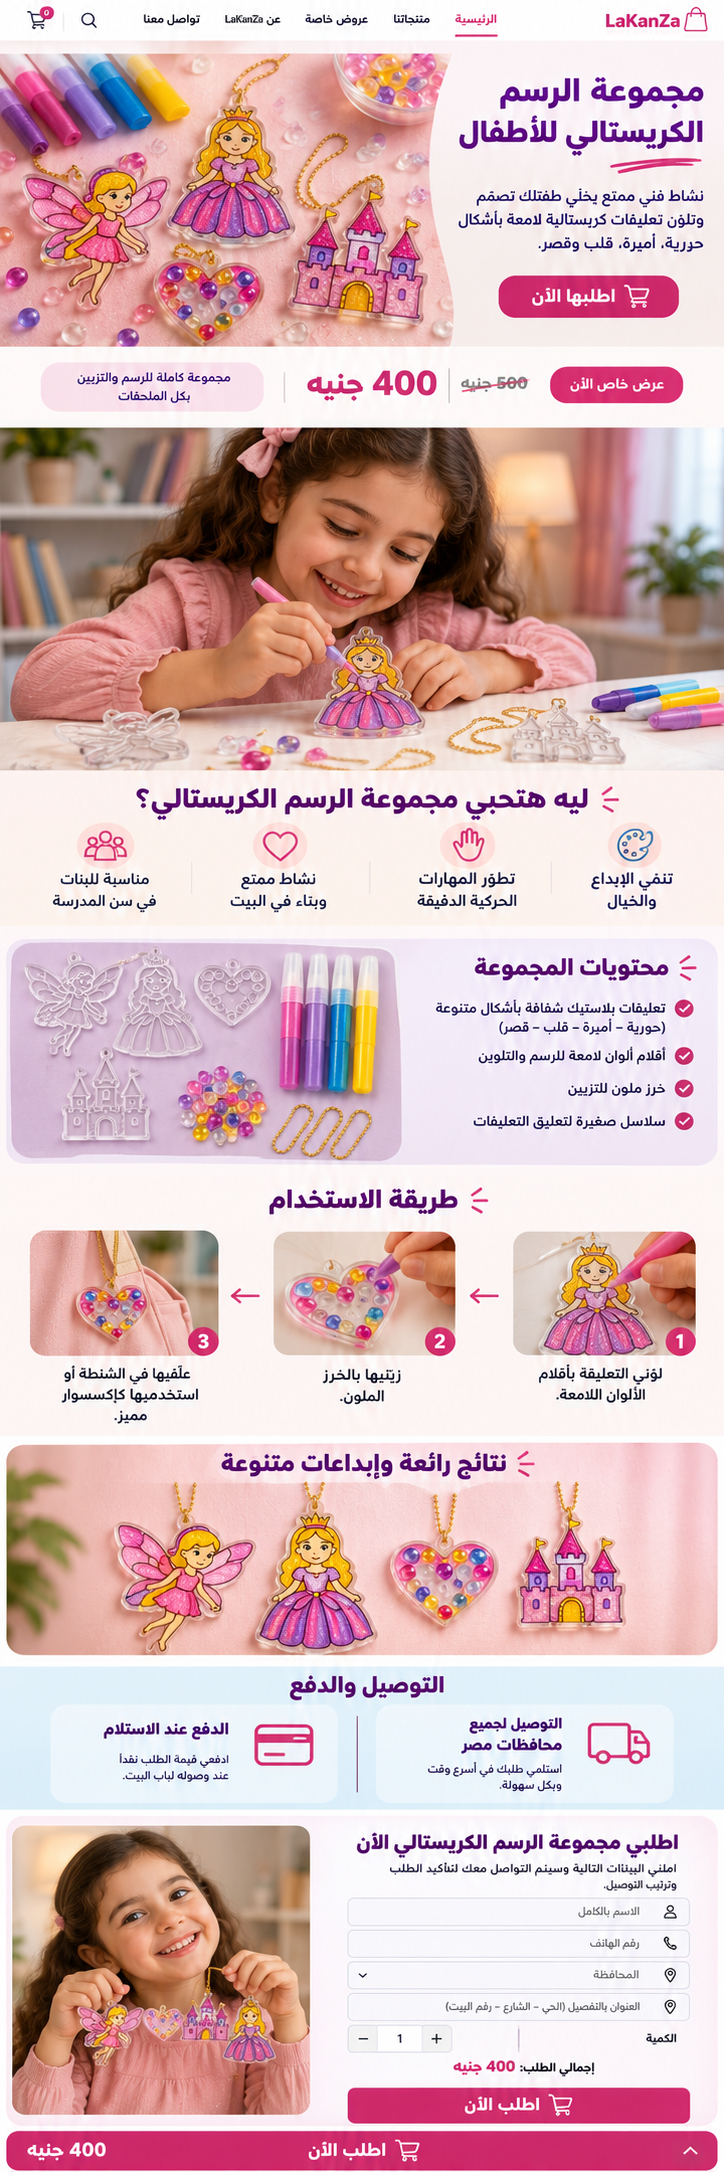 LaKanZa
الرئيسية
متنجاتنا
عروض خاصة
عن LaKanZa
تواصل معنا
0
مجموعة الرسم
الكريستالي للأطفال
نشاط فني ممتع يخلّي طفلتك تصمّم
وتلوّن تعليقات كريستالية لامعة بأشكال
حورية، أميرة، قلب وقصر.
اطلبها الآن
عرض خاص الآن
500 جنيه
400 جنيه
مجموعة كاملة للرسم والتزيين
بكل الملحقات
ليه هتحبي مجموعة الرسم الكريستالي؟
تنمّي الإبداع
والخيال
تطوّر المهارات
الحركية الدقيقة
نشاط ممتع
وبناء في البيت
مناسبة للبنات
في سن المدرسة
محتويات المجموعة
تعليقات بلاستيك شفافة بأشكال متنوعة
(حورية – أميرة – قلب – قصر)
أقلام ألوان لامعة للرسم والتلوين
خرز ملون للتزيين
سلاسل صغيرة لتعليق التعليقات
طريقة الاستخدام
1
لوّني التعليقة بأقلام
الألوان اللامعة.
2
زيّنيها بالخرز
الملون.
3
علّقيها في الشنطة أو
استخدميها كإكسسوار
مميز.
نتائج رائعة وإبداعات متنوعة
التوصيل والدفع
التوصيل لجميع
محافظات مصر
استلمي طلبك في أسرع وقت
وبكل سهولة.
الدفع عند الاستلام
ادفعي قيمة الطلب نقداً
عند وصوله لباب البيت.
اطلبي مجموعة الرسم الكريستالي الآن
املئي البيانات التالية وسيتم التواصل معك لتأكيد الطلب
وترتيب التوصيل.
الاسم بالكامل
رقم الهاتف
المحافظة
العنوان بالتفصيل (الحي – الشارع – رقم البيت)
الكمية
+ 1 −
إجمالي الطلب: 400 جنيه
اطلب الآن
اطلب الآن
400 جنيه